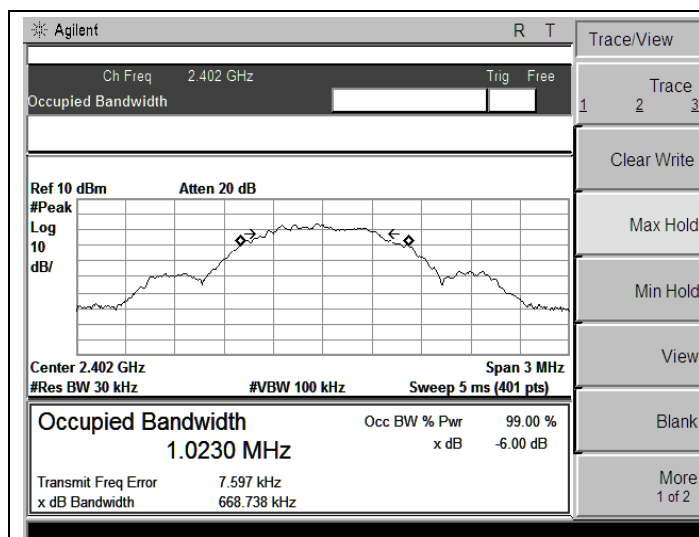 Agilent R T
Ch Freq 2.402 GHz Trig Free
Occupied Bandwidth
Ref 10 dBm Atten 20 dB
#Peak
Log
10
dB/
Center 2.402 GHz Span 3 MHz
#Res BW 30 kHz #VBW 100 kHz Sweep 5 ms (401 pts)
Occupied Bandwidth Occ BW % Pwr 99.00 %
1.0230 MHz x dB -6.00 dB
Transmit Freq Error 7.597 kHz
x dB Bandwidth 668.738 kHz
Trace/View
Trace
1 2 3
Clear Write
Max Hold
Min Hold
View
Blank
More
1 of 2